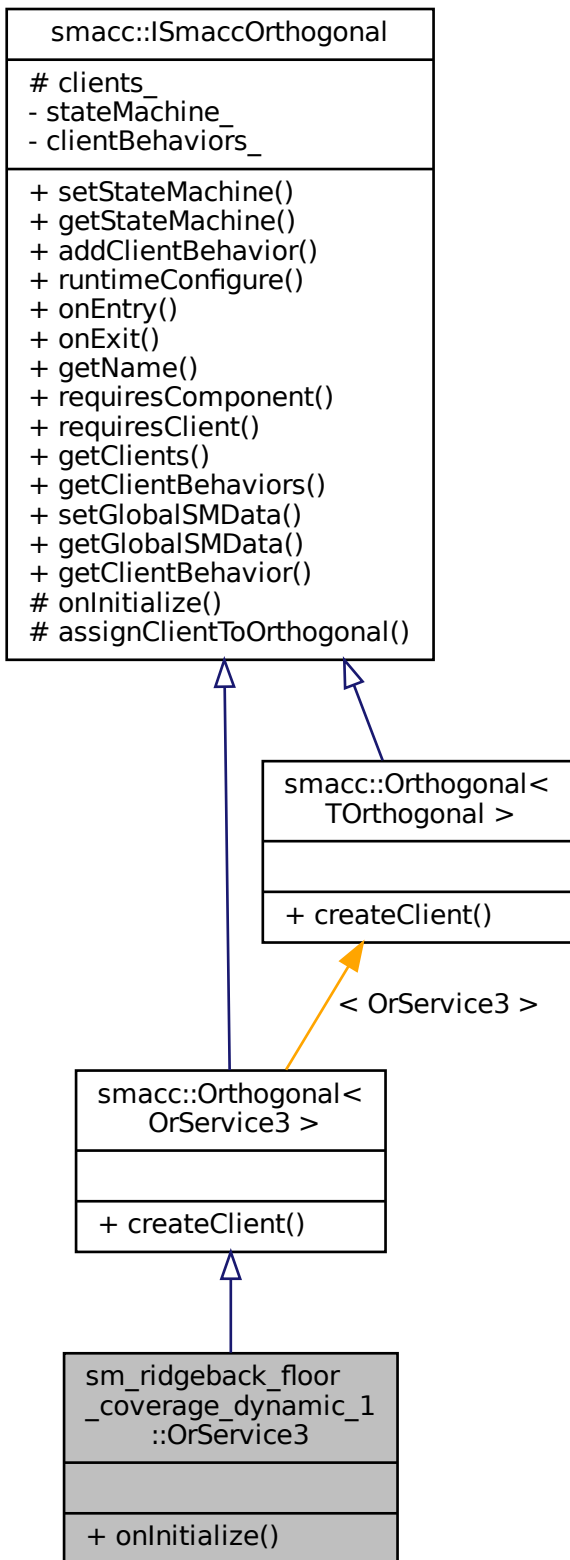 smacc::ISmaccOrthogonal
# clients_
- stateMachine_
- clientBehaviors_
+ setStateMachine()
+ getStateMachine()
+ addClientBehavior()
+ runtimeConfigure()
+ onEntry()
+ onExit()
+ getName()
+ requiresComponent()
+ requiresClient()
+ getClients()
+ getClientBehaviors()
+ setGlobalSMData()
+ getGlobalSMData()
+ getClientBehavior()
# onInitialize()
# assignClientToOrthogonal()
smacc::Orthogonal<
TOrthogonal >
+ createClient()
< OrService3 >
smacc::Orthogonal<
OrService3 >
+ createClient()
sm_ridgeback_floor
_coverage_dynamic_1
::OrService3
+ onInitialize()